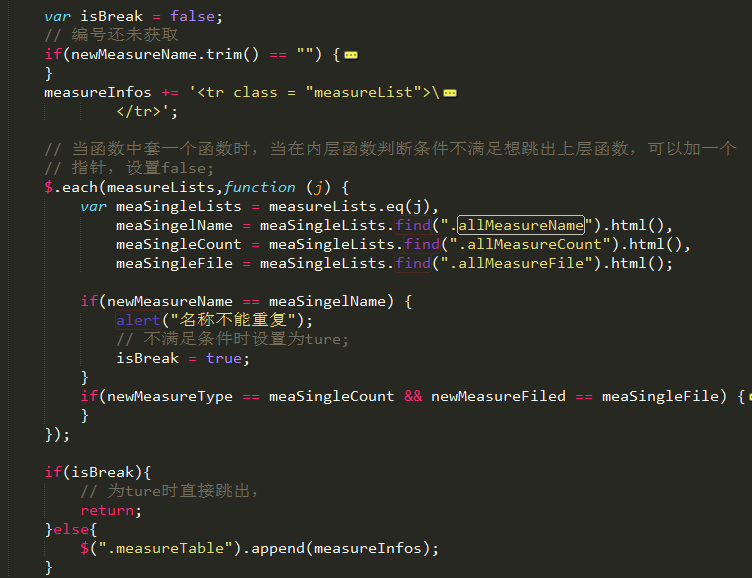 var isBreak = false;
// 编号还未获取
if(newMeasureName.trim() == "") {
}
measureInfos += '<tr class = "measureList">\
</tr>';
// 当函数中套一个函数时，当在内层函数判断条件不满足想跳出上层函数，可以加一个
// 指针，设置false;
$.each(measureLists,function (j) {
var meaSingleLists = measureLists.eq(j),
meaSingelName = meaSingleLists.find(".allMeasureName").html(),
meaSingleCount = meaSingleLists.find(".allMeasureCount").html(),
meaSingleFile = meaSingleLists.find(".allMeasureFile").html();
if(newMeasureName == meaSingelName) {
alert("名称不能重复");
// 不满足条件时设置为ture;
isBreak = true;
}
if(newMeasureType == meaSingleCount && newMeasureFiled == meaSingleFile) {
}
});
if(isBreak){
// 为ture时直接跳出，
return;
}else{
$(".measureTable").append(measureInfos);
}